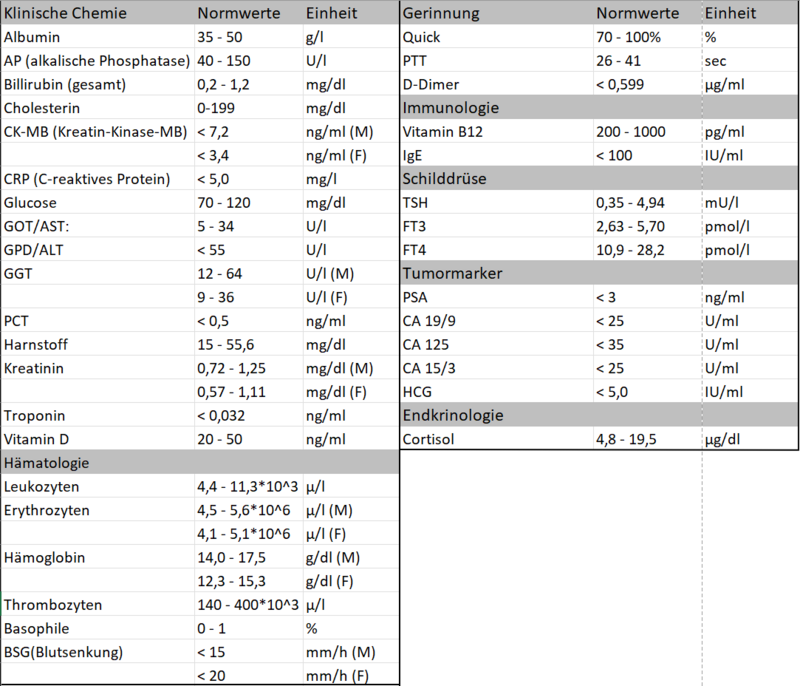 Klinische Chemie Normwerte Einheit
Albumin 35 - 50 g/l
AP (alkalische Phosphatase) 40 - 150 U/l
Billirubin (gesamt) 0,2 - 1,2 mg/dl
Cholesterin 0-199 mg/dl
CK-MB (Kreatin-Kinase-MB) < 7,2 ng/ml (M)
< 3,4 ng/ml (F)
CRP (C-reaktives Protein) < 5,0 mg/l
Glucose 70 - 120 mg/dl
GOT/AST: 5 - 34 U/l
GPD/ALT < 55 U/l
GGT 12 - 64 U/l (M)
9 - 36 U/l (F)
PCT < 0,5 ng/ml
Harnstoff 15 - 55,6 mg/dl
Kreatinin 0,72 - 1,25 mg/dl (M)
0,57 - 1,11 mg/dl (F)
Troponin < 0,032 ng/ml
Vitamin D 20 - 50 ng/ml
Hämatologie
Leukozyten 4,4 - 11,3*10^3 µ/l
Erythrozyten 4,5 - 5,6*10^6 µ/l (M)
4,1 - 5,1*10^6 µ/l (F)
Hämoglobin 14,0 - 17,5 g/dl (M)
12,3 - 15,3 g/dl (F)
Thrombozyten 140 - 400*10^3 µ/l
Basophile 0 - 1 %
BSG(Blutsenkung) < 15 mm/h (M)
< 20 mm/h (F)
Gerinnung Normwerte Einheit
Quick 70 - 100% %
PTT 26 - 41 sec
D-Dimer < 0,599 µg/ml
Immunologie
Vitamin B12 200 - 1000 pg/ml
IgE < 100 IU/ml
Schilddrüse
TSH 0,35 - 4,94 mU/l
FT3 2,63 - 5,70 pmol/l
FT4 10,9 - 28,2 pmol/l
Tumormarker
PSA < 3 ng/ml
CA 19/9 < 25 U/ml
CA 125 < 35 U/ml
CA 15/3 < 25 U/ml
HCG < 5,0 IU/ml
Endkrinologie
Cortisol 4,8 - 19,5 µg/dl